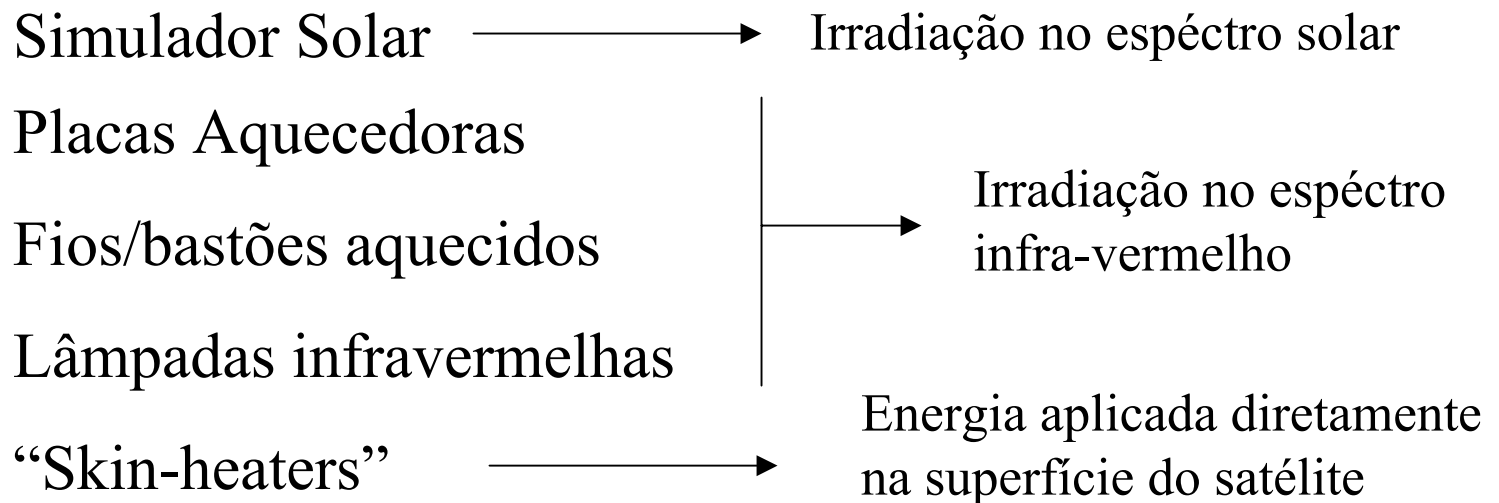 Simulador Solar
Irradiação no espéctro solar
Placas Aquecedoras
Fios/bastões aquecidos
Irradiação no espéctro
infra-vermelho
Lâmpadas infravermelhas
“Skin-heaters”
Energia aplicada diretamente
na superfície do satélite